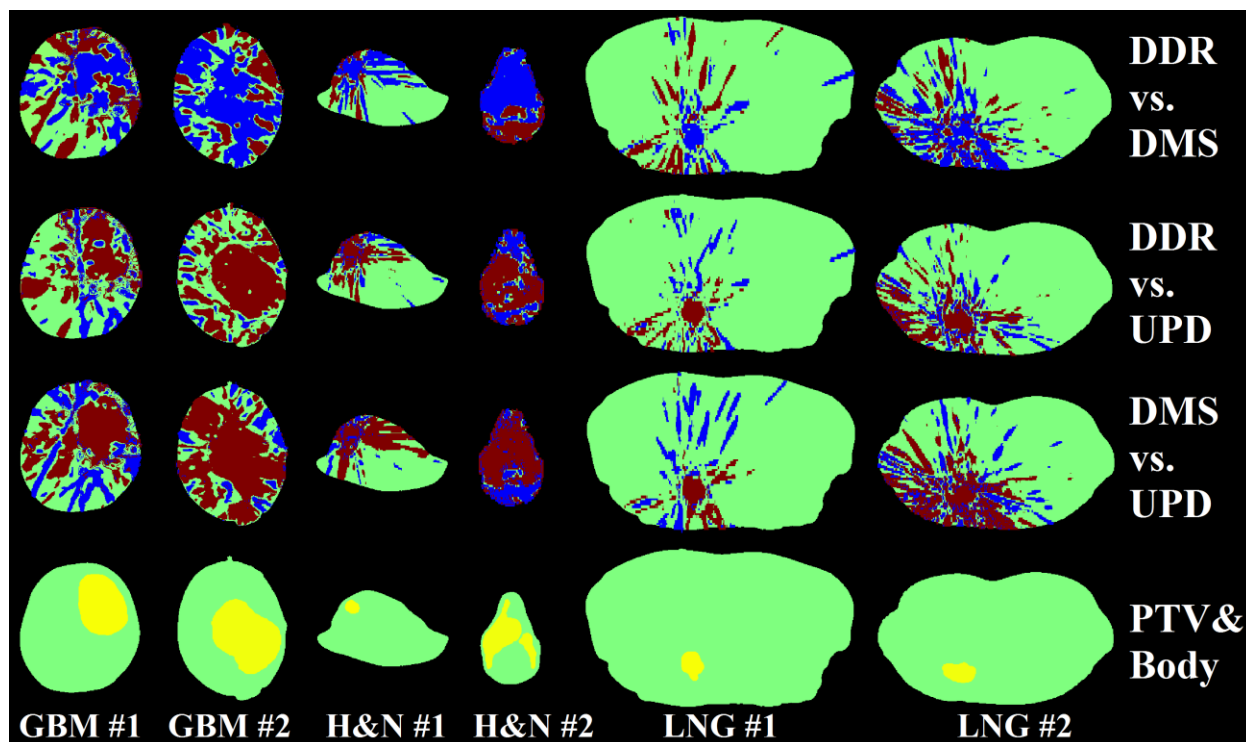 DDR
vs.
DMS
DDR
vs.
UPD
DMS
vs.
UPD
PTV&
Body
GBM #1 GBM #2 H&N #1 H&N #2 LNG #1 LNG #2